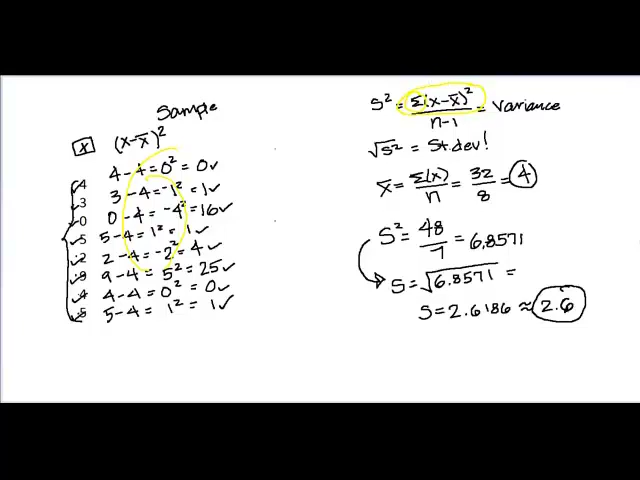 Sample
x (x-x̄)²
4 4-4=0²=0✓
3 3-4=-1²=1✓
0 0-4=-4²=16✓
5 5-4=1²=1✓
2 2-4=-2²=4✓
9 9-4=5²=25✓
4 4-4=0²=0✓
5 5-4=1²=1✓
S²=Σ(x-x̄)²/n-1=Variance
√S²=St.dev!
x̄=Σ(x)/n=32/8=4
S²=48/7=6.8571
S=√6.8571=
S=2.6186≈2.6